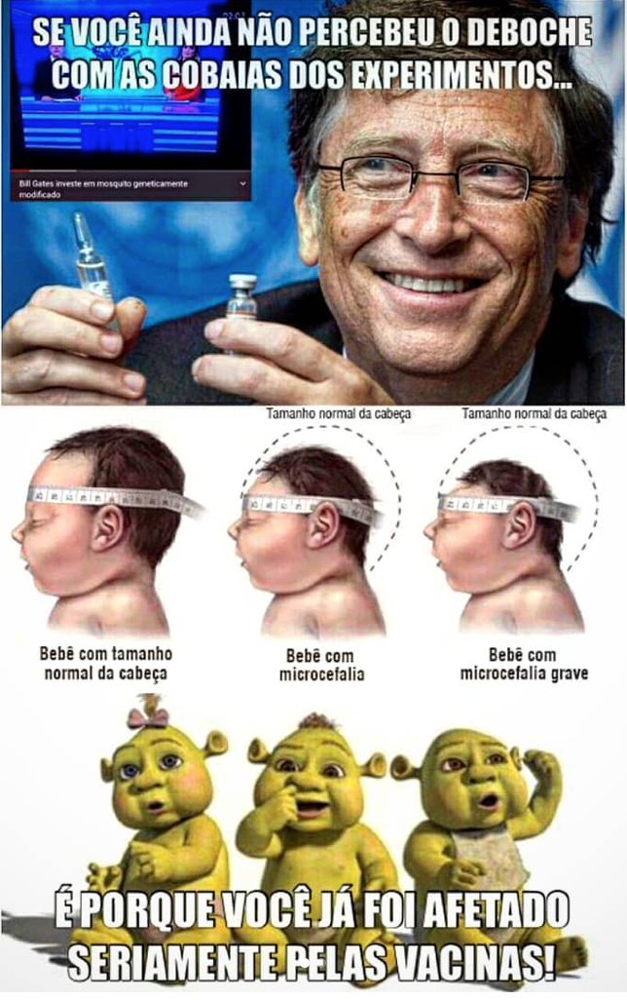 SE VOCÊ AINDA NÃO PERCEBEU O DEBOCHE
COM AS COBAIAS DOS EXPERIMENTOS...
Bill Gates investe em mosquito geneticamente
modificado
Tamanho normal da cabeça
Tamanho normal da cabeça
Bebê com tamanho
normal da cabeça
Bebê com
microcefalia
Bebê com
microcefalia grave
É PORQUE VOCÊ JÁ FOI AFETADO
SERIAMENTE PELAS VACINAS!